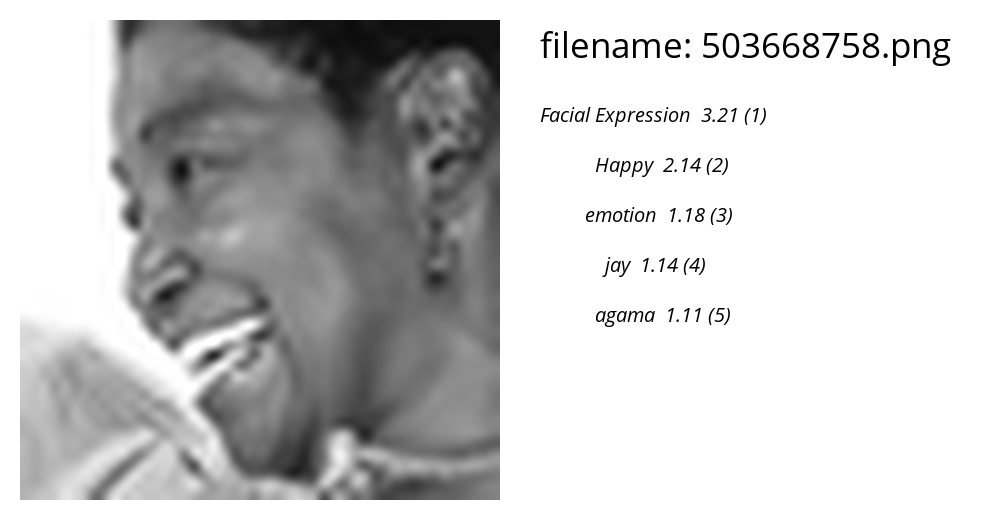 filename: 503668758.png
Facial Expression 3.21 (1)
Happy 2.14 (2)
emotion 1.18 (3)
jay 1.14 (4)
agama 1.11 (5)